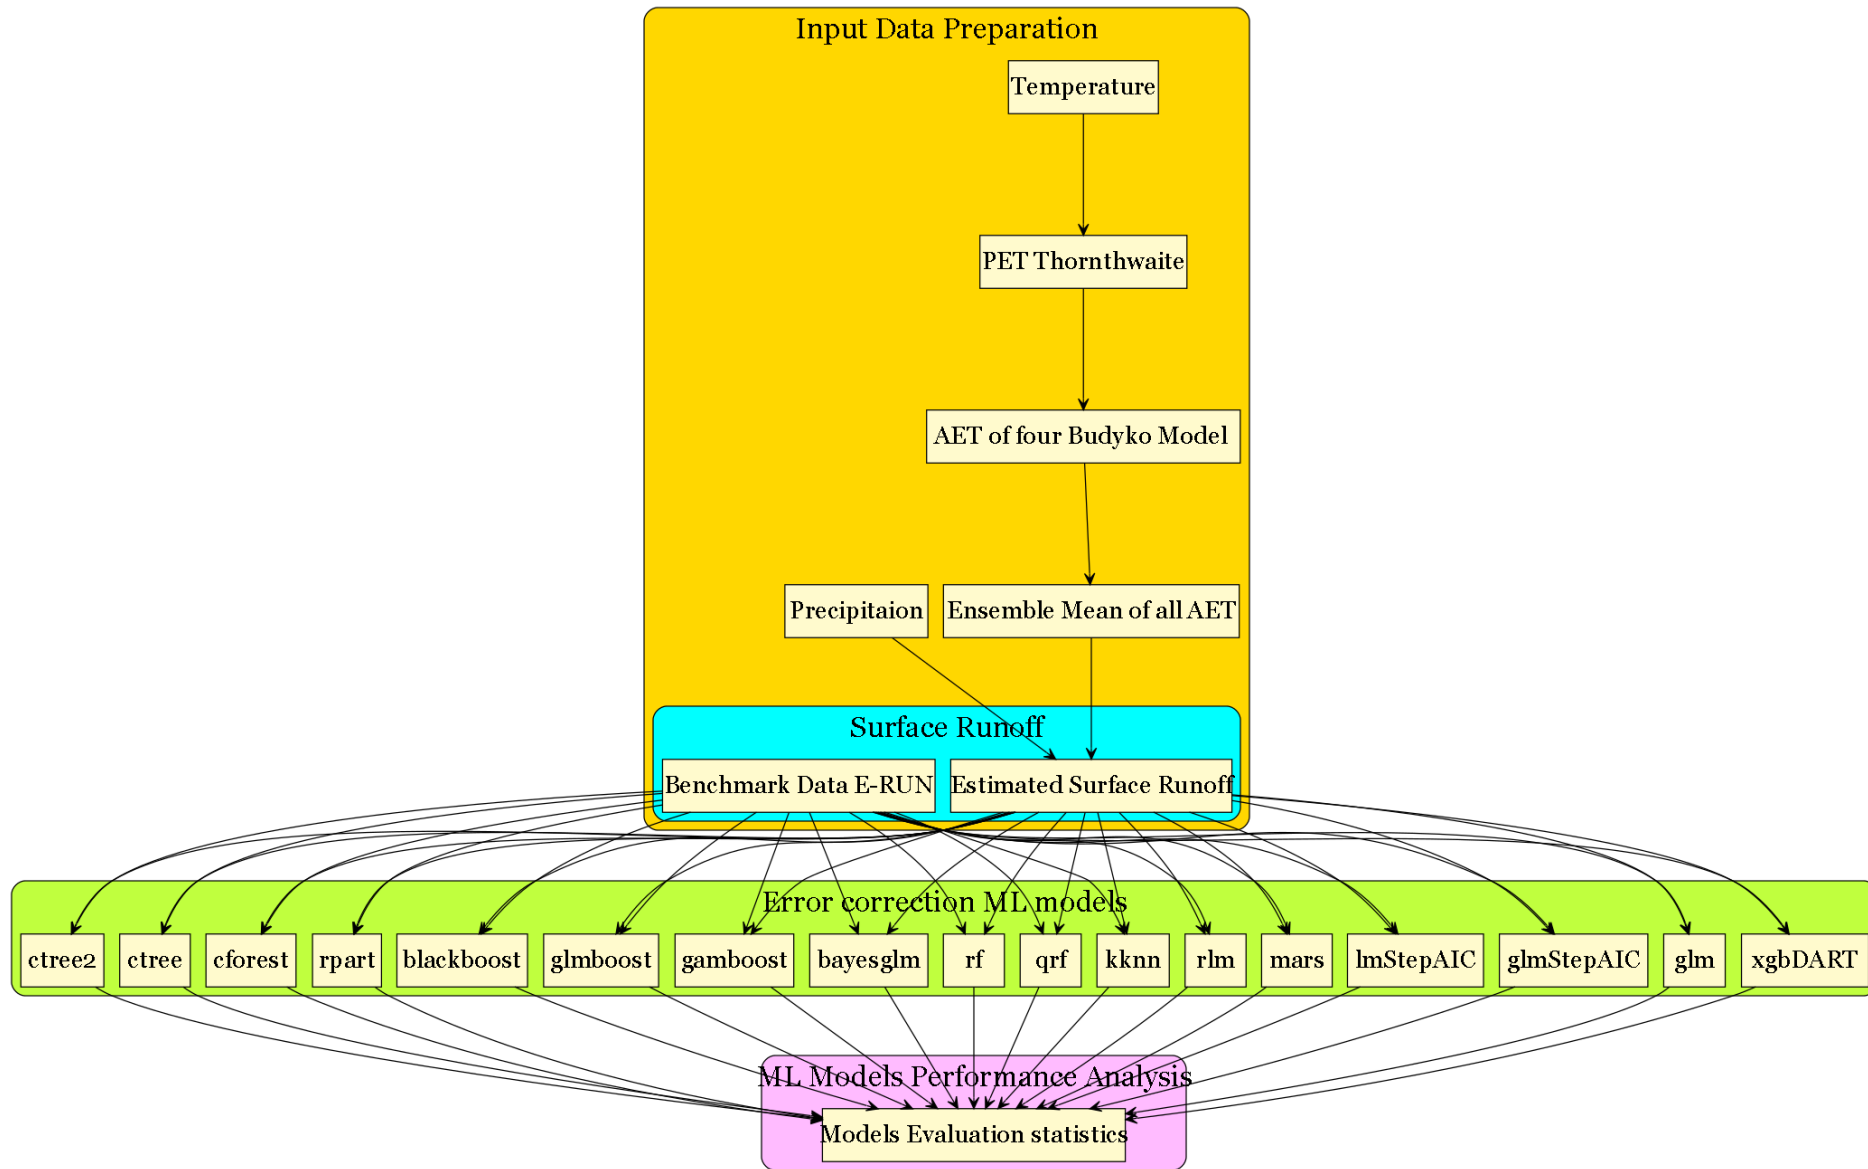 Input Data Preparation
Temperature
PET Thornthwaite
AET of four Budyko Model
Precipitaion
Ensemble Mean of all AET
Surface Runoff
Benchmark Data E-RUN
Estimated Surface Runoff
Error correction ML models
ctree2
ctree
cforest
rpart
blackboost
glmboost
gamboost
bayesglm
rf
qrf
kknn
rlm
mars
lmStepAIC
glmStepAIC
glm
xgbDART
ML Models Performance Analysis
Models Evaluation statistics